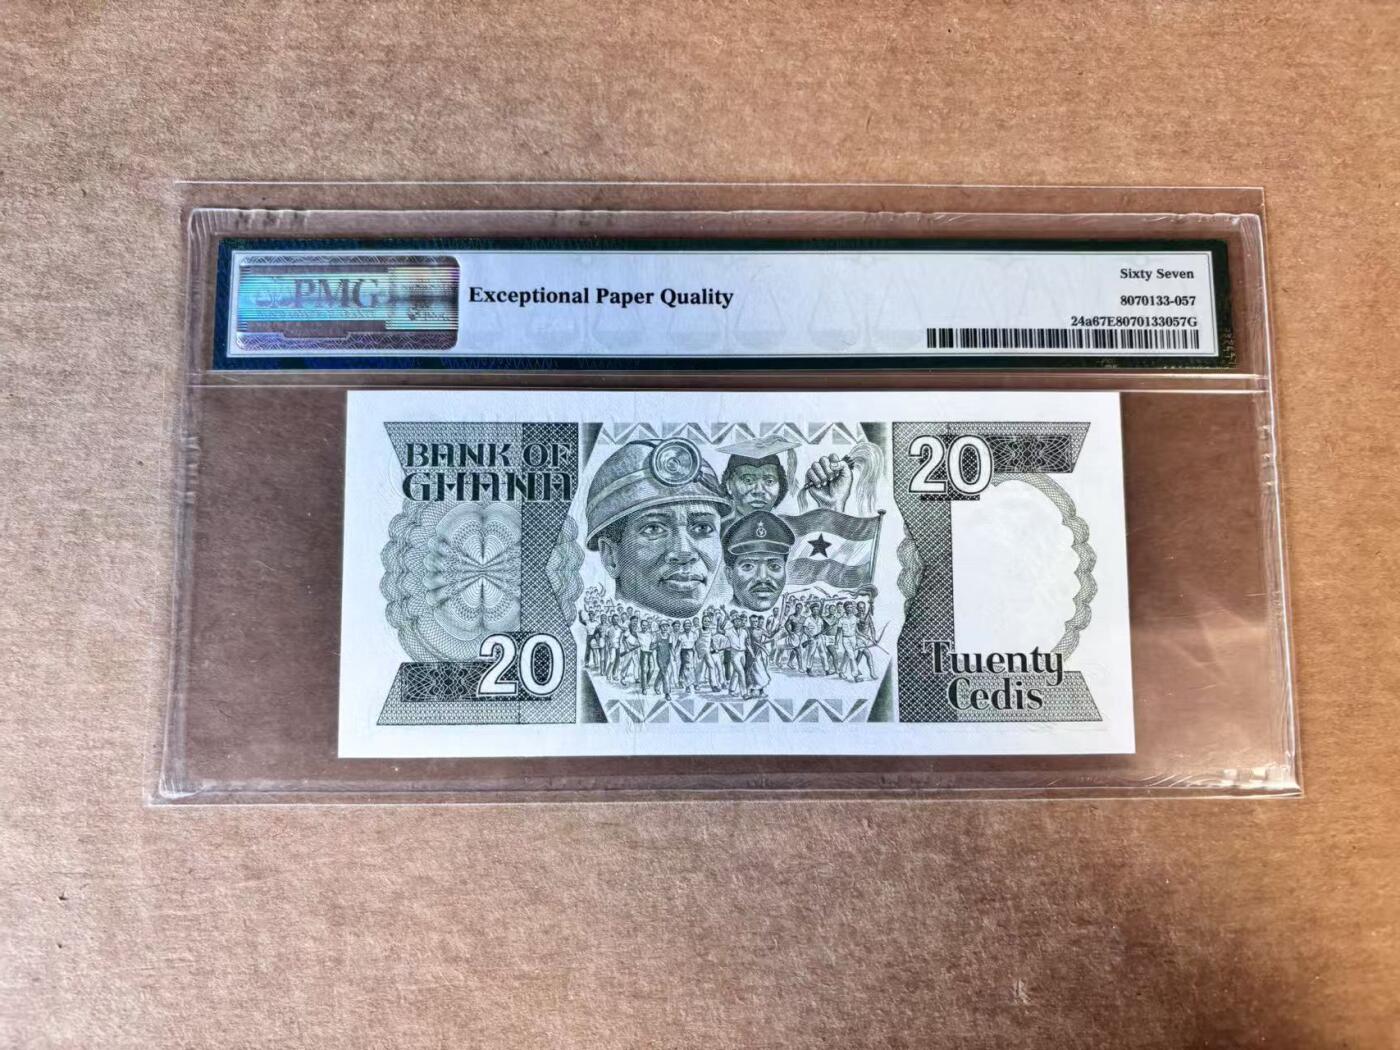 PMG
Exceptional Paper Quality
Sixty Seven
8070133-057
24a67E8070133057G
BANK OF
GHANA
20
20
Twenty
Cedis